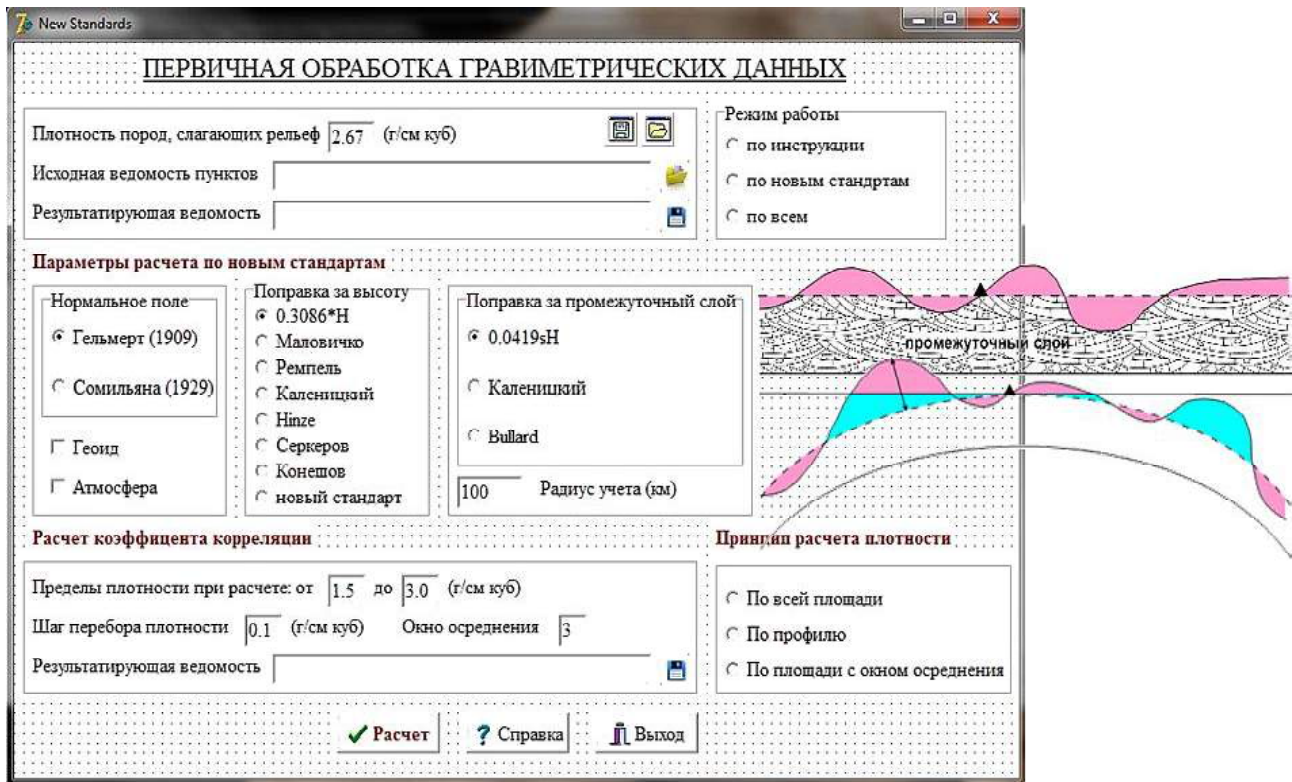 New Standards
ПЕРВИЧНАЯ ОБРАБОТКА ГРАВИМЕТРИЧЕСКИХ ДАННЫХ
Плотность пород, слагающих рельеф 2.67 (г/см куб)
Исходная ведомость пунктов
Результатирующая ведомость
Режим работы
по инструкции
по новым стандртам
по всем
Параметры расчета по новым стандартам
Нормальное поле
Гельмерт (1909)
Сомильяна (1929)
Геоид
Атмосфера
Поправка за высоту
0.3086*H
Маловичко
Ремпель
Каленицкий
Hinze
Серкеров
Конешов
новый стандарт
Поправка за промежуточный слой
0.0419sH
Каленицкий
Bullard
100 Радиус учета (км)
промежуточный слой
Расчет коэффицента корреляции
Пределы плотности при расчете: от 1.5 до 3.0 (г/см куб)
Шаг перебора плотности 0.1 (г/см куб) Окно осреднения 3
Результатирующая ведомость
Принцип расчета плотности
По всей площади
По профилю
По площади с окном осреднения
Расчет
Справка
Выход